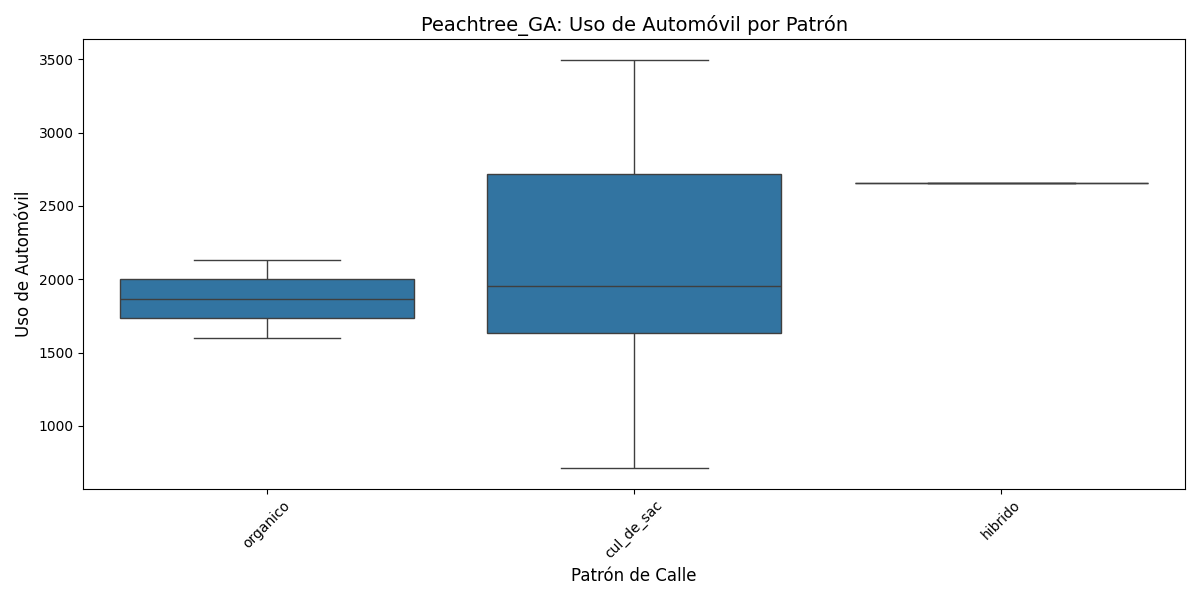 Peachtree_GA: Uso de Automóvil por Patrón
Uso de Automóvil
3500
3000
2500
2000
1500
1000
organico
cul_de_sac
hibrido
Patrón de Calle